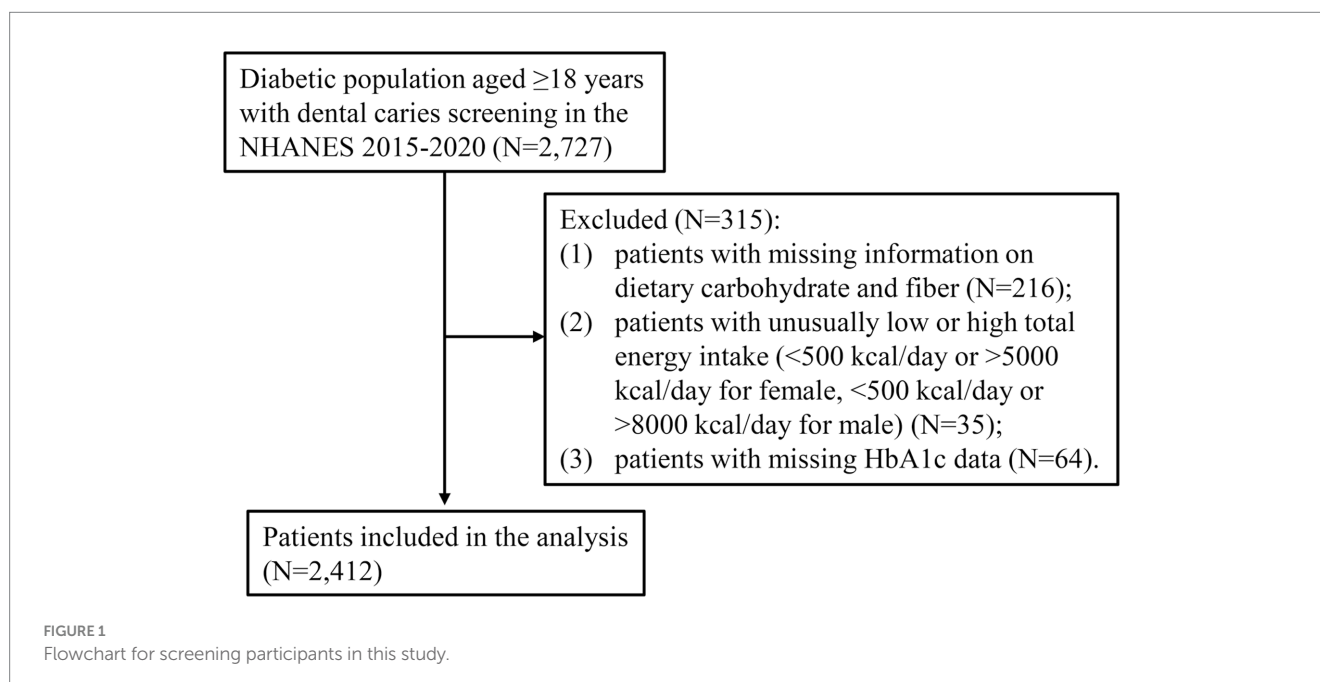 Diabetic population aged ≥18 years
with dental caries screening in the
NHANES 2015-2020 (N=2,727)
Excluded (N=315):
(1) patients with missing information on
dietary carbohydrate and fiber (N=216);
(2) patients with unusually low or high total
energy intake (<500 kcal/day or >5000
kcal/day for female, <500 kcal/day or
>8000 kcal/day for male) (N=35);
(3) patients with missing HbA1c data (N=64).
Patients included in the analysis
(N=2,412)
FIGURE 1
Flowchart for screening participants in this study.